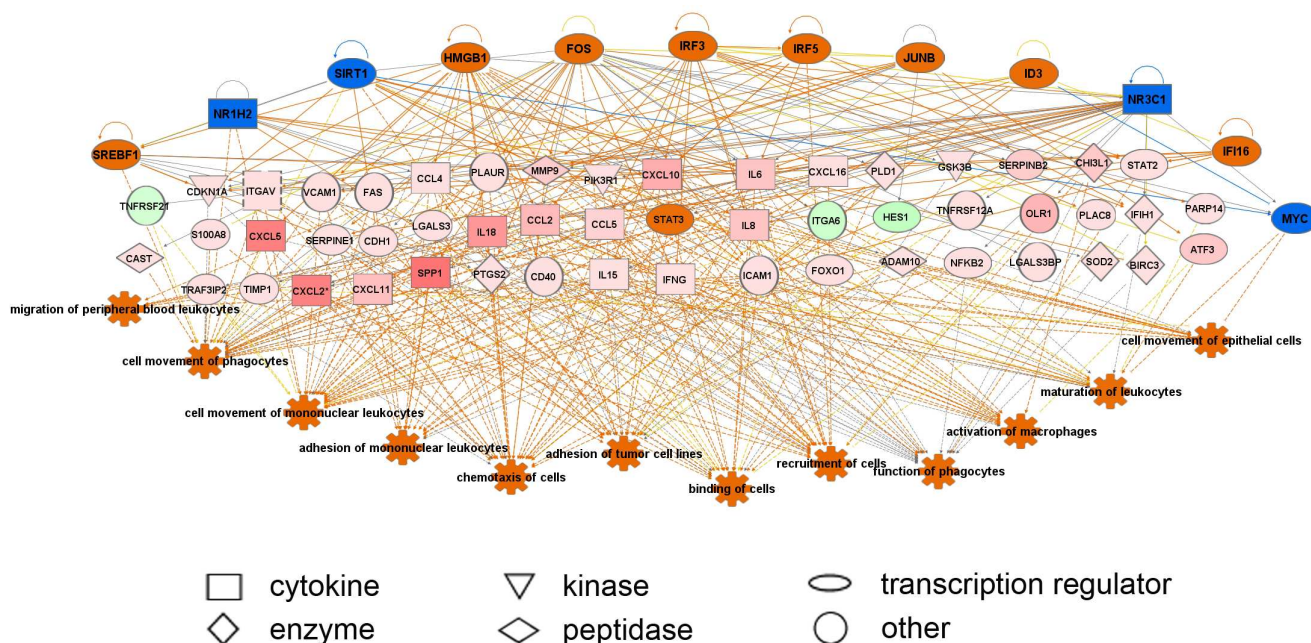 FOS
IRF3
IRF5
HMGB1
JUNB
SIRT1
ID3
NR3C1
NR1H2
SREBF1
IFI16
CCL4
PLAUR
MMP9
PIK3R1
CXCL10
IL6
CXCL16
PLD1
GSK3B
SERPINB2
CHI3L1
STAT2
CDKN1A
ITGAV
VCAM1
FAS
TNFRSF21
S100A8
CXCL5
SERPINE1
CDH1
LGALS3
IL18
CCL2
CCL5
STAT3
IL8
ITGA6
HES1
TNFRSF12A
OLR1
PLAC8
IFIH1
PARP14
MYC
ATF3
CAST
TRAF3IP2
TIMP1
CXCL2*
CXCL11
SPP1
PTGS2
CD40
IL15
IFNG
ICAM1
FOXO1
ADAM10
NFKB2
LGALS3BP
SOD2
BIRC3
migration of peripheral blood leukocytes
cell movement of epithelial cells
cell movement of phagocytes
maturation of leukocytes
cell movement of mononuclear leukocytes
activation of macrophages
adhesion of mononuclear leukocytes
adhesion of tumor cell lines
recruitment of cells
function of phagocytes
chemotaxis of cells
binding of cells
cytokine
kinase
transcription regulator
enzyme
peptidase
other